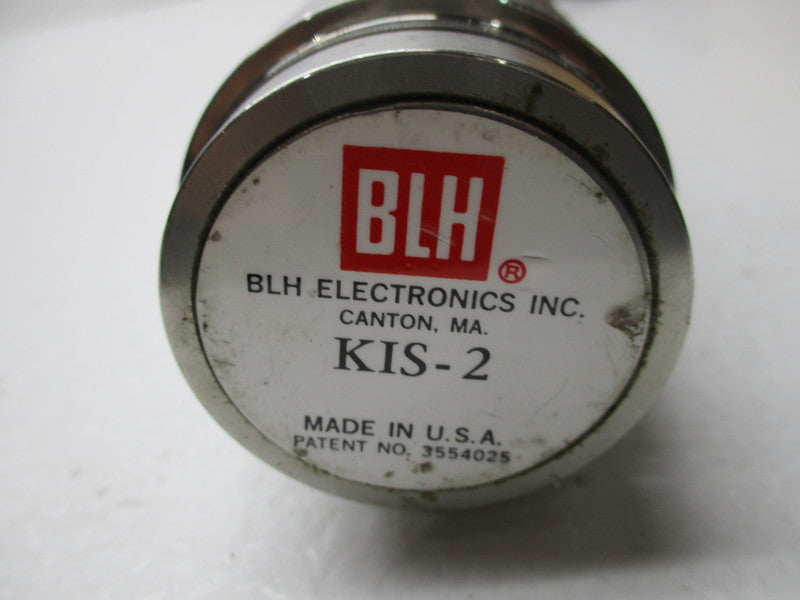 BLH
®
BLH ELECTRONICS INC.
CANTON, MA.
KIS-2
MADE IN U.S.A.
PATENT NO. 3554025